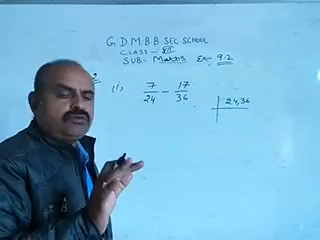 G D M B B SEC SCHOOL
CLASS - VII
SUB- Maths Ex- 9.2
(i) 7/24 - 17/36
24,36